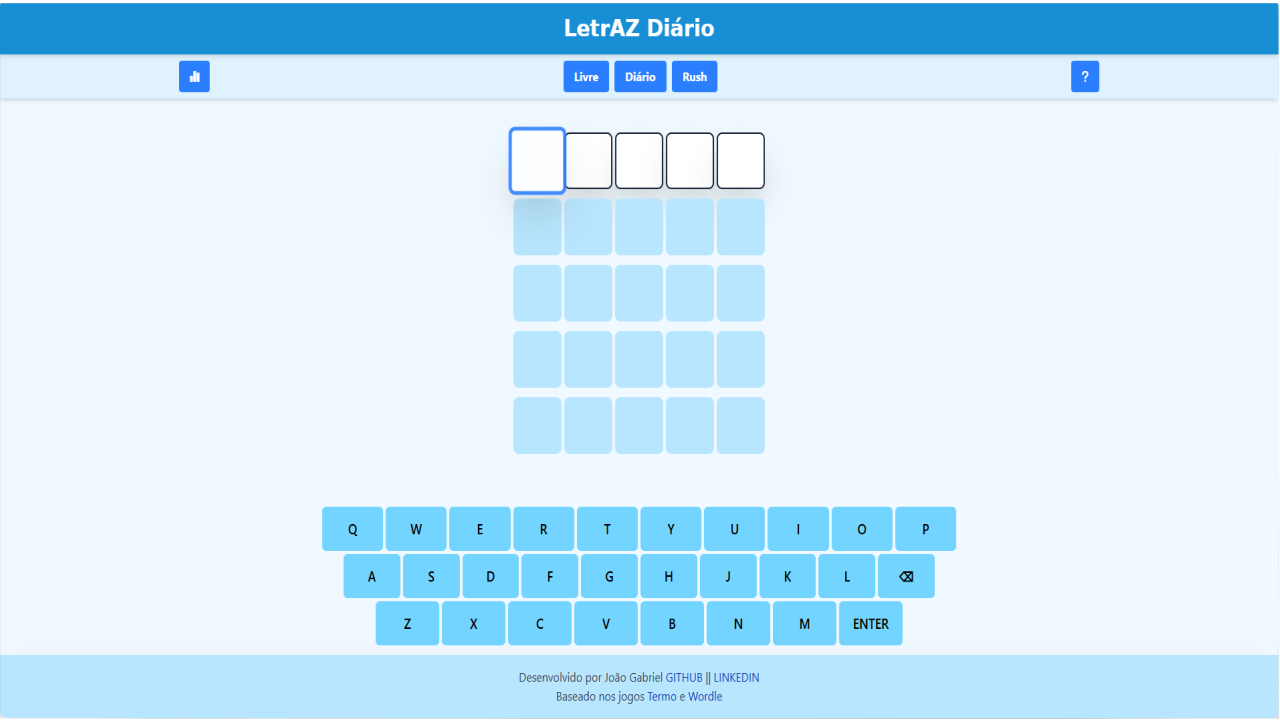 LetrAZ Diário
Livre Diário Rush ?
Q W E R T Y U I O P
A S D F G H J K L ⌫
Z X C V B N M ENTER
Desenvolvido por João Gabriel GITHUB || LINKEDIN
Baseado nos jogos Termo e Wordle